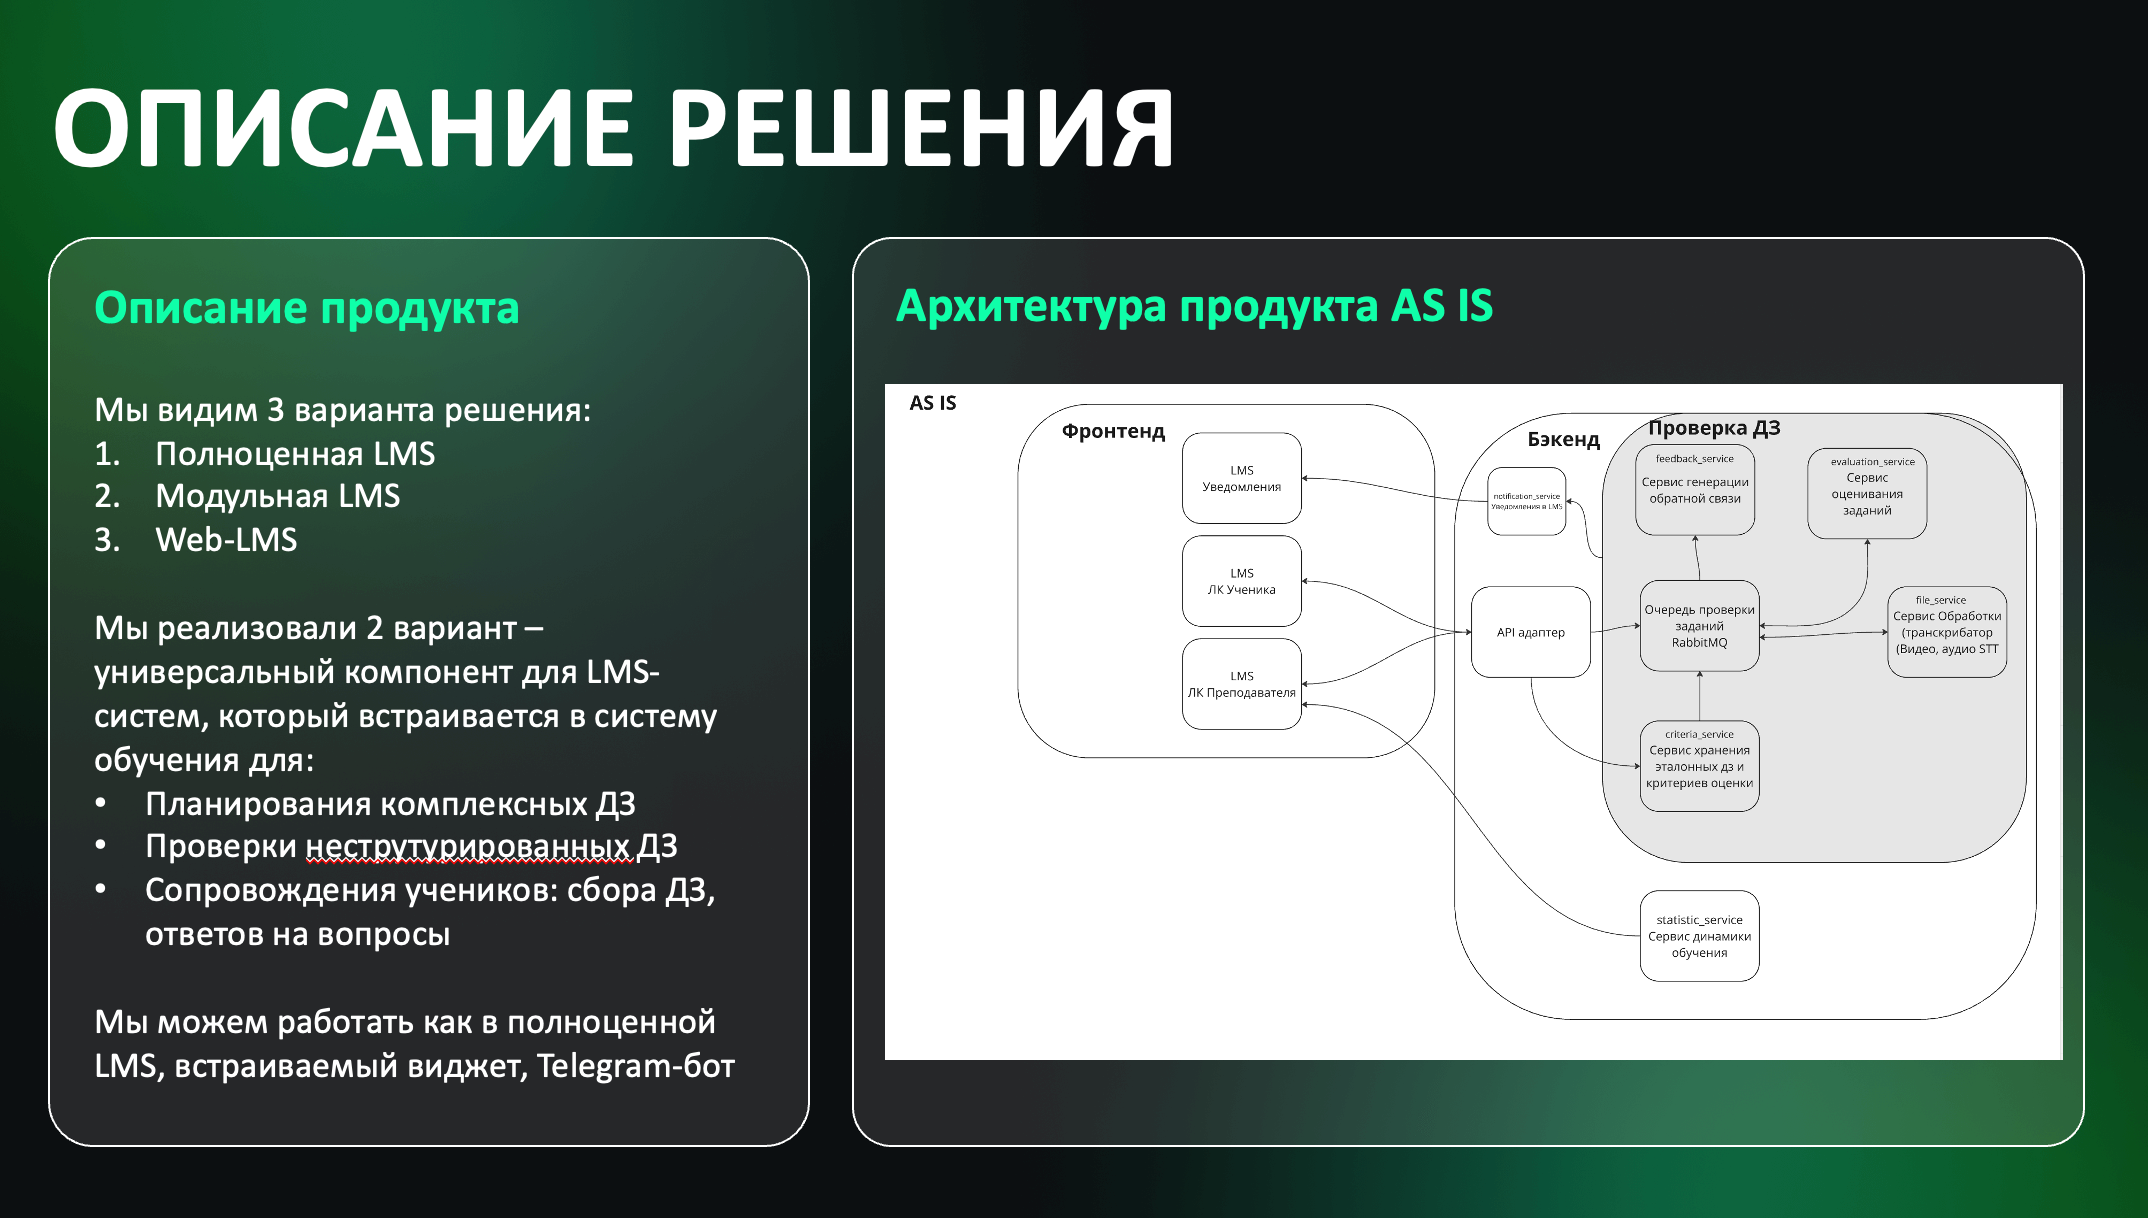 ОПИСАНИЕ РЕШЕНИЯ
Описание продукта
Мы видим 3 варианта решения:
1. Полноценная LMS
2. Модульная LMS
3. Web-LMS
Мы реализовали 2 вариант –
универсальный компонент для LMS-
систем, который встраивается в систему
обучения для:
• Планирования комплексных ДЗ
• Проверки неструтурированных ДЗ
• Сопровождения учеников: сбора ДЗ,
ответов на вопросы
Мы можем работать как в полноценной
LMS, встраиваемый виджет, Telegram-бот
Архитектура продукта AS IS
AS IS
Фронтенд
LMS
Уведомления
LMS
ЛК Ученика
LMS
ЛК Преподавателя
Бэкенд
notification_service
Уведомления в LMS
API адаптер
Проверка ДЗ
feedback_service
Сервис генерации
обратной связи
evaluation_service
Сервис
оценивания
заданий
Очередь проверки
заданий
RabbitMQ
file_service
Сервис Обработки
(транскрибатор
(Видео, аудио STT
criteria_service
Сервис хранения
эталонных дз и
критериев оценки
statistic_service
Сервис динамики
обучения